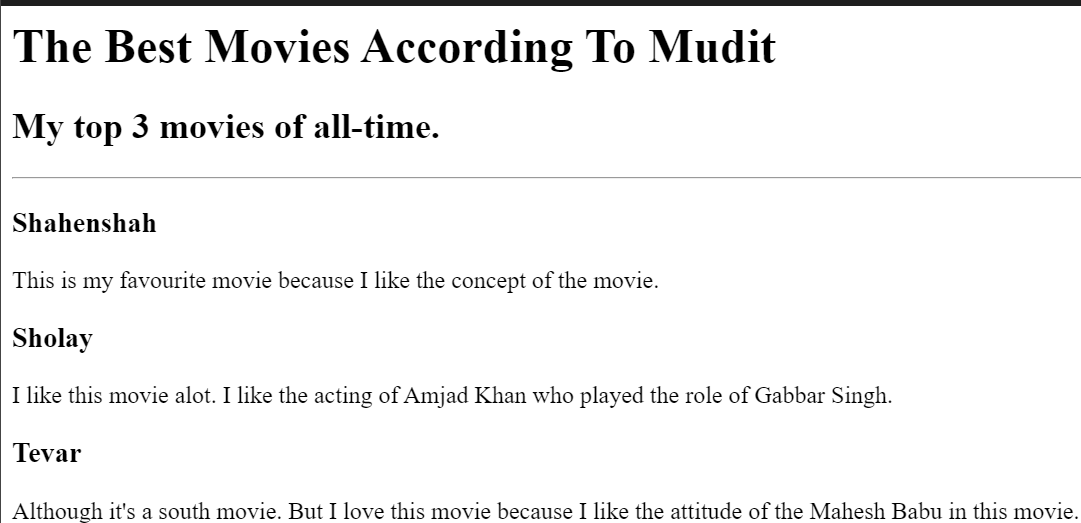 The Best Movies According To Mudit
My top 3 movies of all-time.
Shahenshah
This is my favourite movie because I like the concept of the movie.
Sholay
I like this movie alot. I like the acting of Amjad Khan who played the role of Gabbar Singh.
Tevar
Although it's a south movie. But I love this movie because I like the attitude of the Mahesh Babu in this movie.